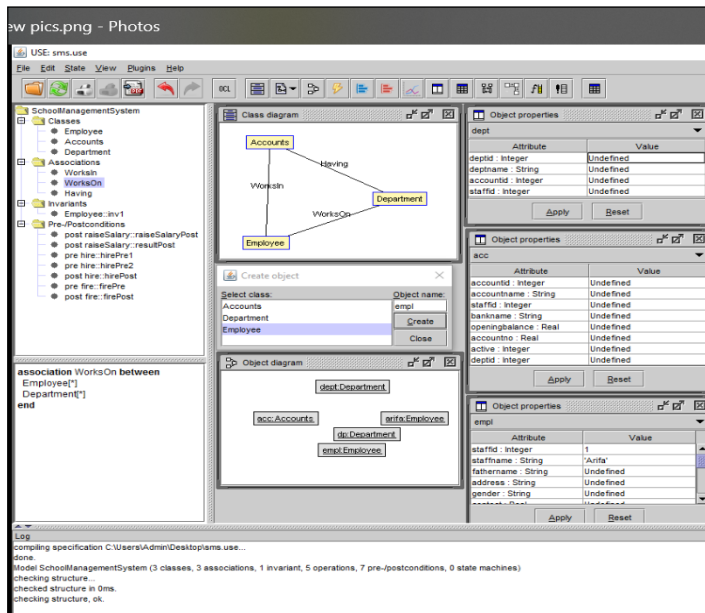 ew pics.png - Photos
USE: sms.use
File Edit State View Plugins Help
OCL
SchoolManagementSystem
Classes
Employee
Accounts
Department
Associations
WorksIn
WorksOn
Having
Invariants
Employee::inv1
Pre-/Postconditions
post raiseSalary::raiseSalaryPost
post raiseSalary::resultPost
pre hire::hirePre1
pre hire::hirePre2
post hire::hirePost
pre fire::firePre
post fire::firePost
association WorksOn between
Employee[*]
Department[*]
end
Class diagram
Accounts
Having
WorksIn
Department
WorksOn
Employee
Create object
Select class:
Object name:
Accounts
empl
Department
Create
Employee
Close
Object diagram
dept:Department
acc:Accounts
arifa:Employee
dp:Department
empl:Employee
Object properties
dept
Attribute Value
deptid : Integer Undefined
deptname : String Undefined
accountid : Integer Undefined
staffid : Integer Undefined
Apply Reset
Object properties
acc
Attribute Value
accountid : Integer Undefined
accountname : String Undefined
staffid : Integer Undefined
bankname : String Undefined
openingbalance : Real Undefined
accountno : Real Undefined
active : Integer Undefined
deptid : Integer Undefined
Apply Reset
Object properties
empl
Attribute Value
staffid : Integer 1
staffname : String 'Arifa'
fathername : String Undefined
address : String Undefined
gender : String Undefined
Apply Reset
Log
compiling specification C:\Users\Admin\Desktop\sms.use...
done.
Model SchoolManagementSystem (3 classes, 3 associations, 1 invariant, 5 operations, 7 pre-/postconditions, 0 state machines)
checking structure...
checked structure in 0ms.
checking structure, ok.